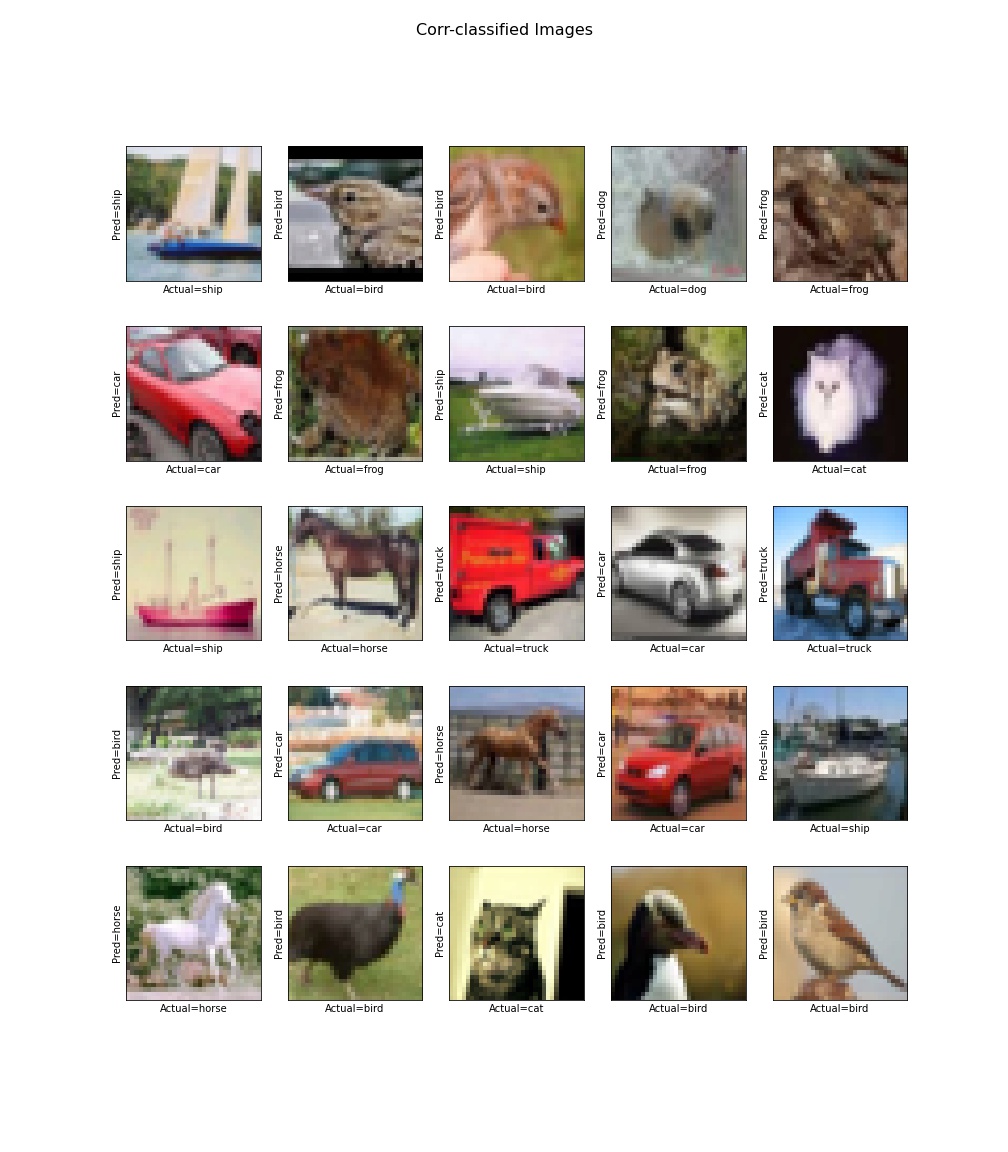 Corr-classified Images
Pred=ship
Actual=ship
Pred=bird
Actual=bird
Pred=bird
Actual=bird
Pred=dog
Actual=dog
Pred=frog
Actual=frog
Pred=car
Actual=car
Pred=frog
Actual=frog
Pred=ship
Actual=ship
Pred=frog
Actual=frog
Pred=cat
Actual=cat
Pred=ship
Actual=ship
Pred=horse
Actual=horse
Pred=truck
Actual=truck
Pred=car
Actual=car
Pred=truck
Actual=truck
Pred=bird
Actual=bird
Pred=car
Actual=car
Pred=horse
Actual=horse
Pred=car
Actual=car
Pred=ship
Actual=ship
Pred=horse
Actual=horse
Pred=bird
Actual=bird
Pred=cat
Actual=cat
Pred=bird
Actual=bird
Pred=bird
Actual=bird